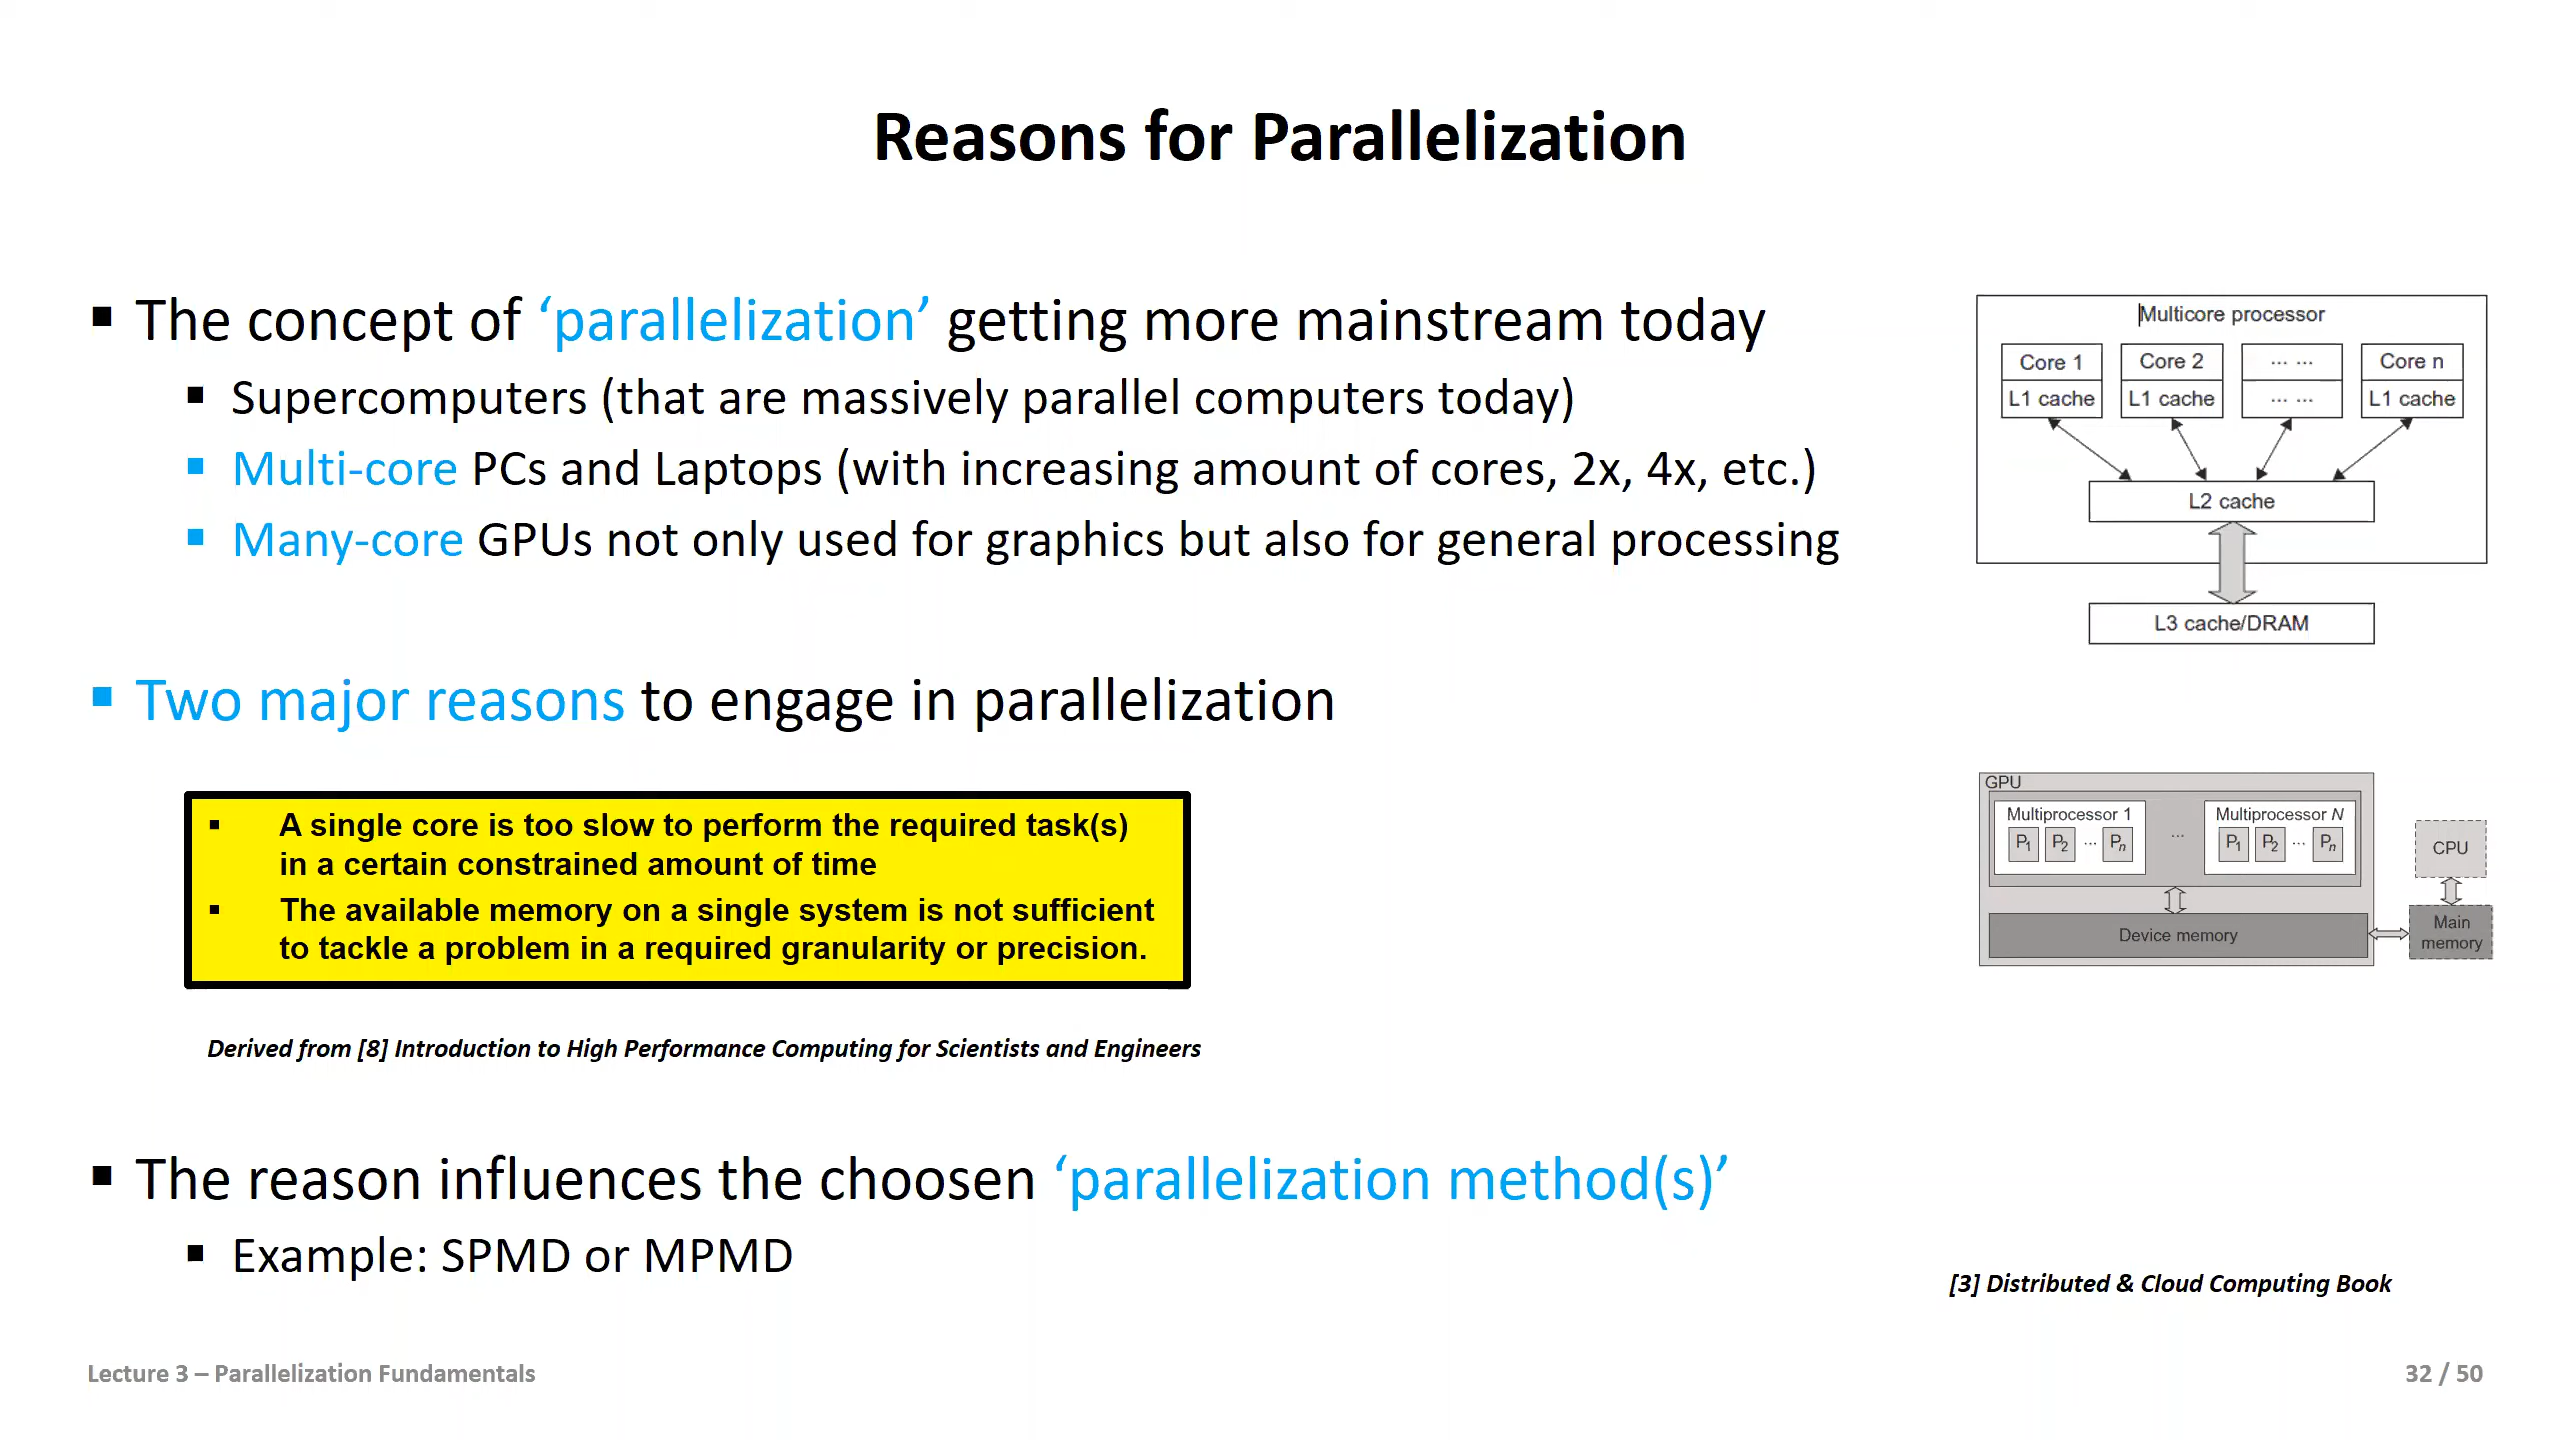 Reasons for Parallelization
▪ The concept of ‘parallelization’ getting more mainstream today
▪ Supercomputers (that are massively parallel computers today)
▪ Multi-core PCs and Laptops (with increasing amount of cores, 2x, 4x, etc.)
▪ Many-core GPUs not only used for graphics but also for general processing
▪ Two major reasons to engage in parallelization
▪ A single core is too slow to perform the required task(s)
in a certain constrained amount of time
▪ The available memory on a single system is not sufficient
to tackle a problem in a required granularity or precision.
Derived from [8] Introduction to High Performance Computing for Scientists and Engineers
▪ The reason influences the choosen ‘parallelization method(s)’
▪ Example: SPMD or MPMD
Multicore processor
Core 1 Core 2 ... ... Core n
L1 cache L1 cache ... ... L1 cache
L2 cache
L3 cache/DRAM
GPU
Multiprocessor 1 ... Multiprocessor N
P1 P2 ... Pn P1 P2 ... Pn
CPU
Device memory
Main
memory
[3] Distributed & Cloud Computing Book
Lecture 3 – Parallelization Fundamentals
32 / 50